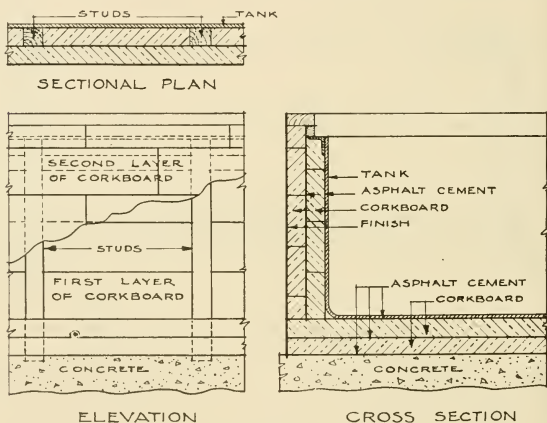 STUDS TANK
SECTIONAL PLAN
SECOND LAYER
OF CORKBOARD
STUDS
FIRST LAYER
OF CORKBOARD
CONCRETE
ELEVATION
TANK
ASPHALT CEMENT
CORKBOARD
FINISH
ASPHALT CEMENT
CORKBOARD
CONCRETE
CROSS SECTION